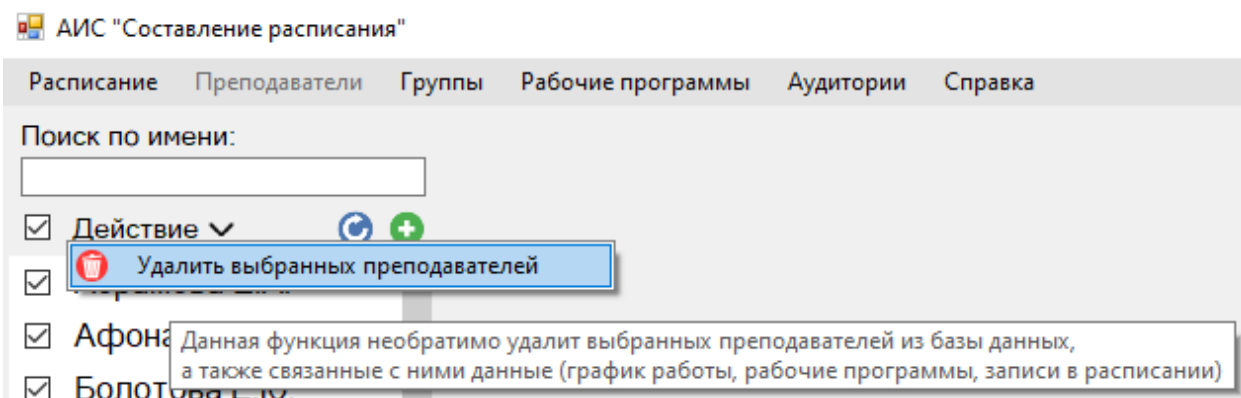 АИС "Составление расписания"
Расписание Преподаватели Группы Рабочие программы Аудитории Справка
Поиск по имени:
Действие
Удалить выбранных преподавателей
Данная функция необратимо удалит выбранных преподавателей из базы данных,
а также связанные с ними данные (график работы, рабочие программы, записи в расписании)
Болотова